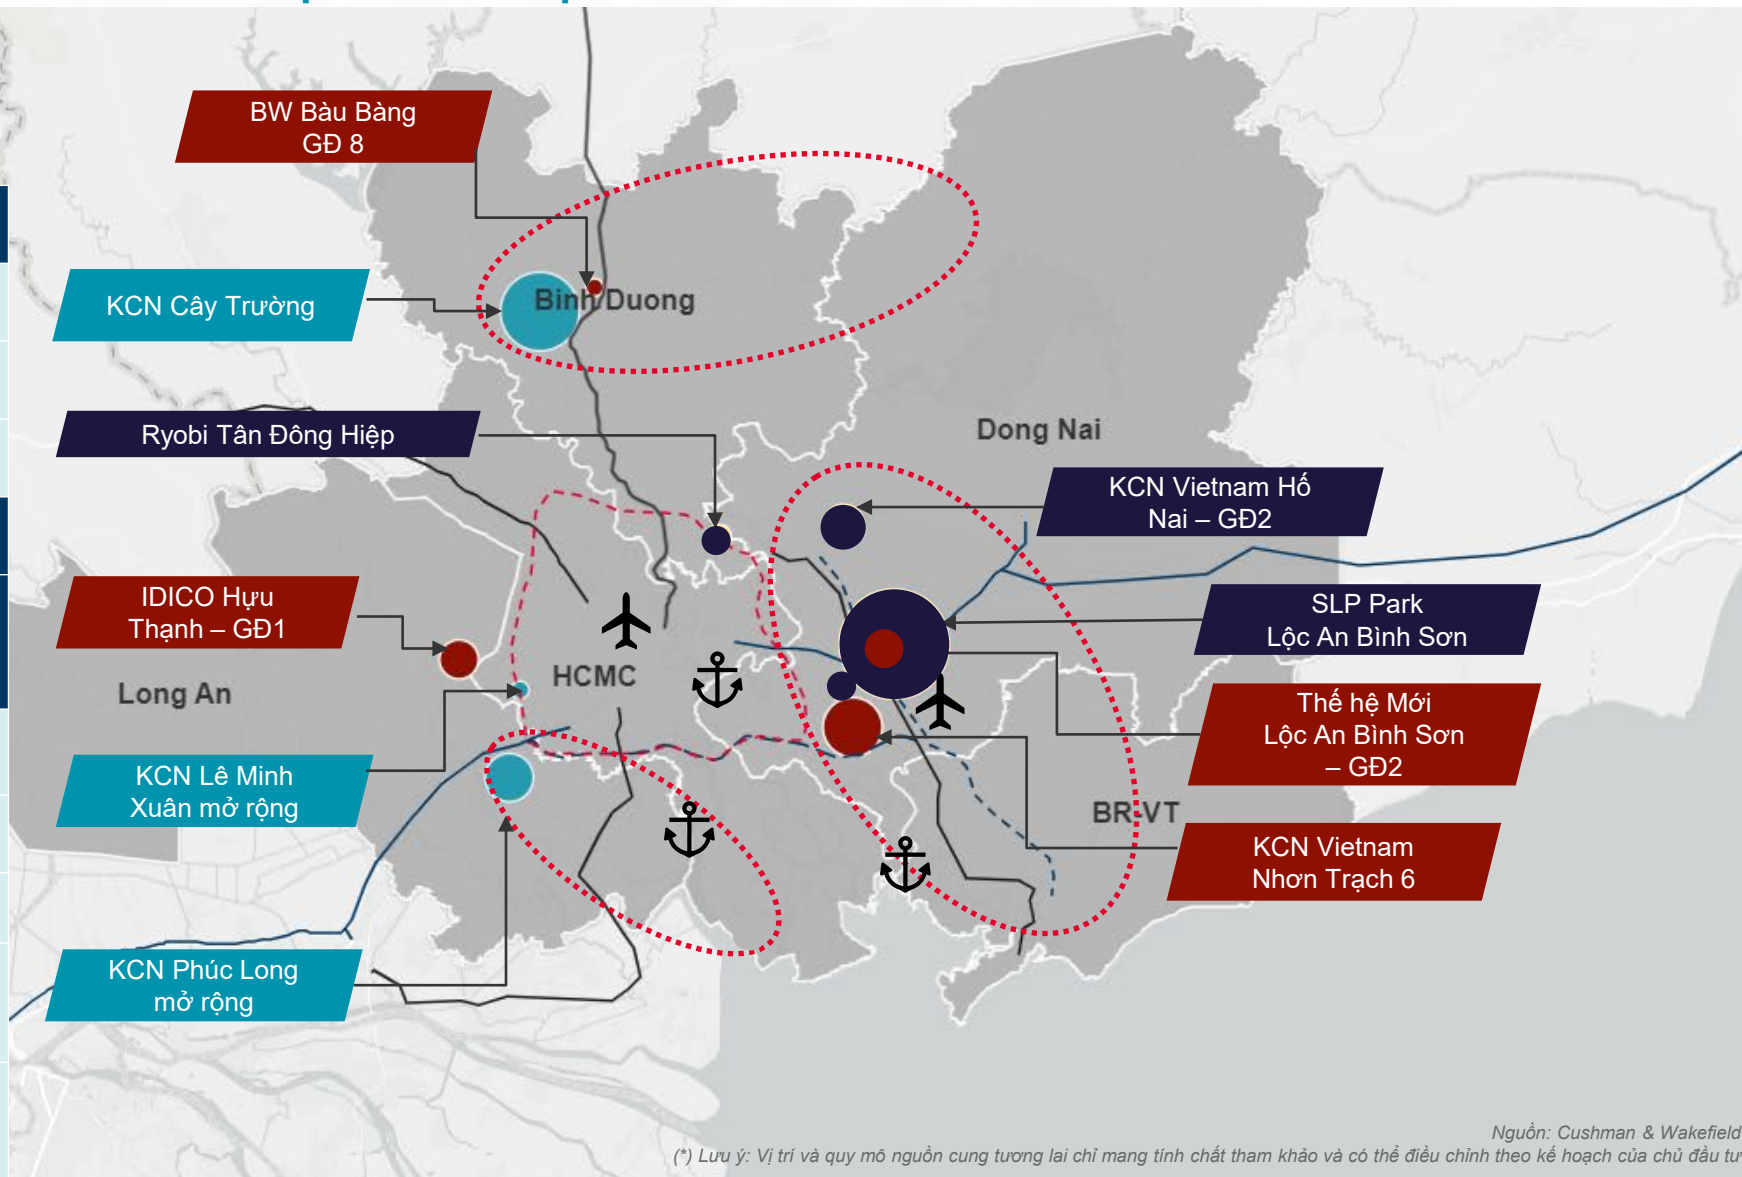 BW Bàu Bàng
GĐ 8
KCN Cây Trường
Binh Duong
Ryobi Tân Đông Hiệp
Dong Nai
KCN Vietnam Hố
Nai – GĐ2
IDICO Hựu
Thạnh – GĐ1
SLP Park
Lộc An Bình Sơn
HCMC
Long An
Thế hệ Mới
Lộc An Bình Sơn
– GĐ2
KCN Lê Minh
Xuân mở rộng
BR-VT
KCN Vietnam
Nhơn Trạch 6
KCN Phúc Long
mở rộng
Nguồn: Cushman & Wakefield
(*) Lưu ý: Vị trí và quy mô nguồn cung tương lai chỉ mang tính chất tham khảo và có thể điều chỉnh theo kế hoạch của chủ đầu tư